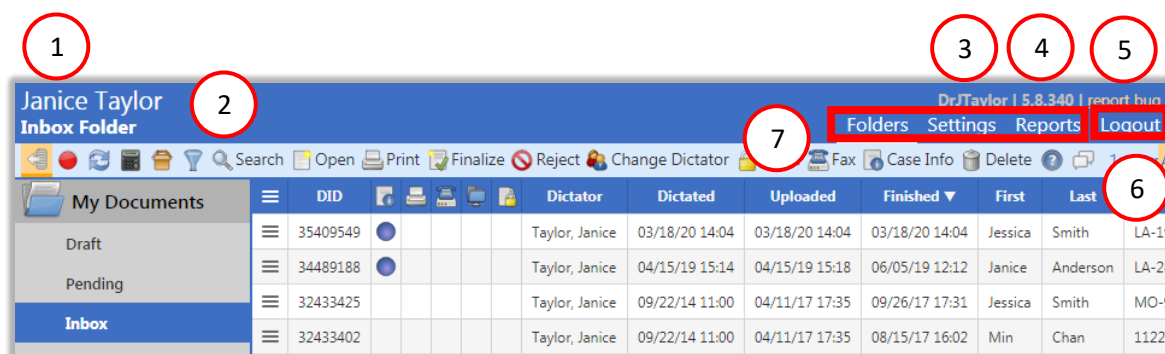 1
3 4 5
Janice Taylor 2
DrJTaylor | 5.8.340 | report bug
Inbox Folder
7 Folders Settings Reports Logout
Search Open Print Finalize Reject Change Dictator Fax Case Info Delete
6
My Documents DID Dictator Dictated Uploaded Finished ▼ First Last
Draft
35409549 Taylor, Janice 03/18/20 14:04 03/18/20 14:04 03/18/20 14:04 Jessica Smith
Pending
34489188 Taylor, Janice 04/15/19 15:14 04/15/19 15:18 06/05/19 12:12 Janice Anderson
Inbox
32433425 Taylor, Janice 09/22/14 11:00 04/11/17 17:35 09/26/17 17:31 Jessica Smith
32433402 Taylor, Janice 09/22/14 11:00 04/11/17 17:35 08/15/17 16:02 Min Chan 1122